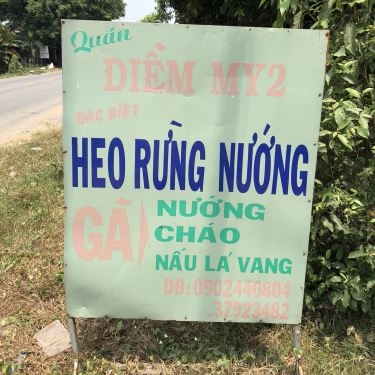 Quán
DIỄM MY2
ĐẶC BIỆT
HEO RỪNG NƯỚNG
GÀ
NƯỚNG
CHÁO
NẤU LÁ VANG
DĐ: 0902440804
37923482